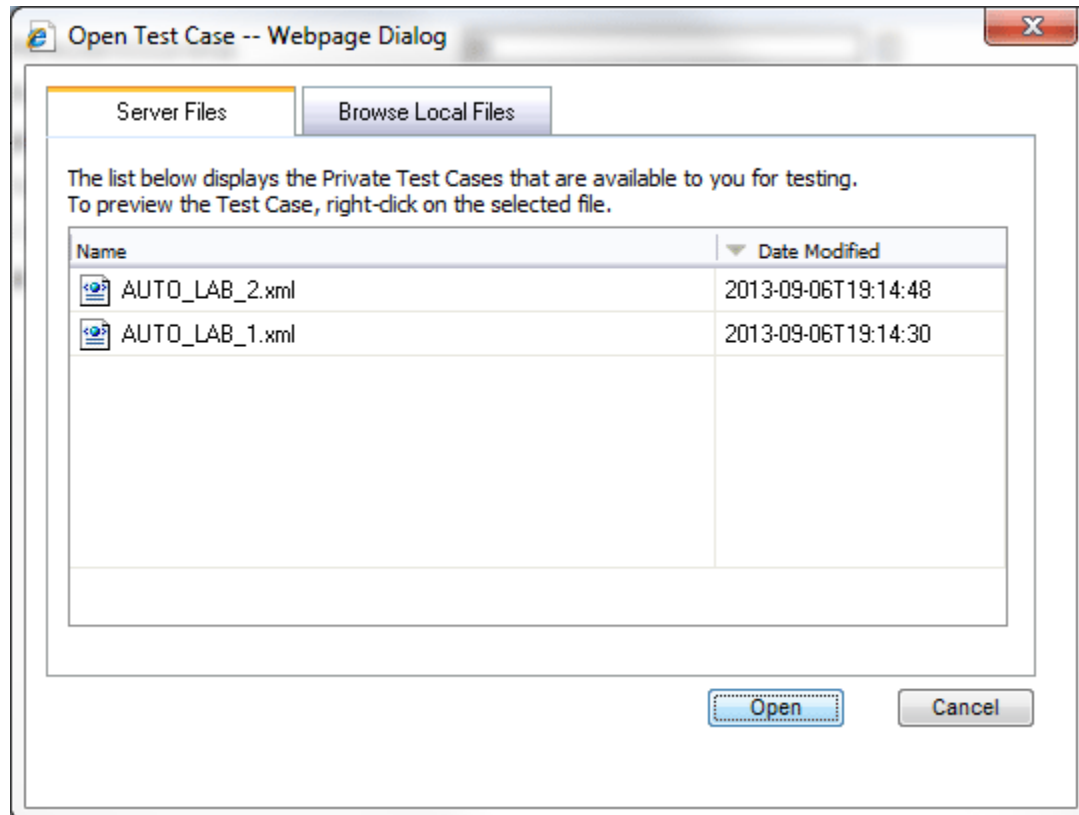 Open Test Case -- Webpage Dialog
X
Server Files
Browse Local Files
The list below displays the Private Test Cases that are available to you for testing.
To preview the Test Case, right-click on the selected file.
Name
Date Modified
AUTO_LAB_2.xml
2013-09-06T19:14:48
AUTO_LAB_1.xml
2013-09-06T19:14:30
Open
Cancel